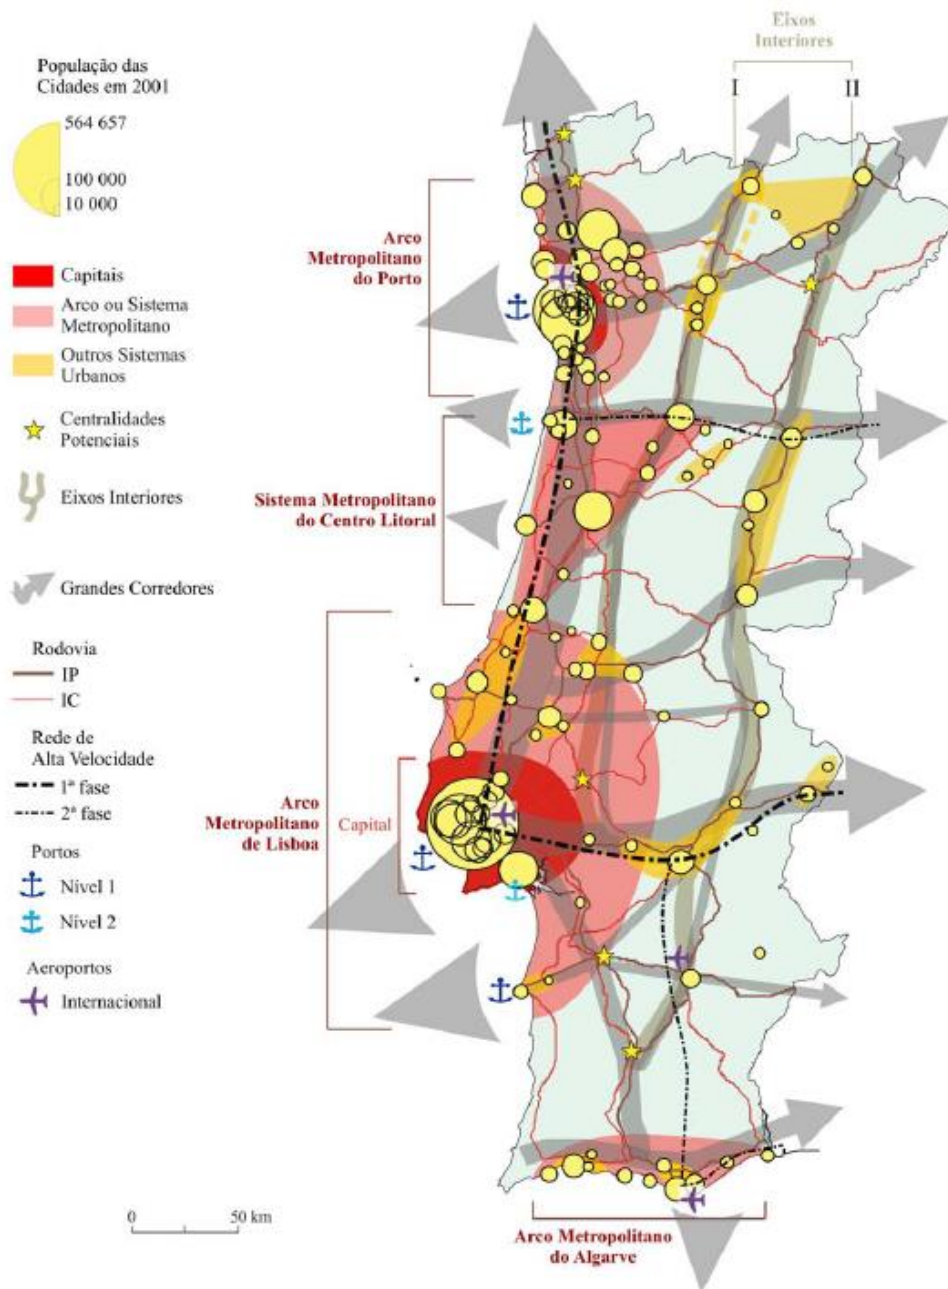 População das
Cidades em 2001
564 657
100 000
10 000
Capitais
Arco ou Sistema
Metropolitano
Outros Sistemas
Urbanos
Centralidades
Potenciais
Eixos Interiores
Grandes Corredores
Rodovia
IP
IC
Rede de
Alta Velocidade
1ª fase
2ª fase
Portos
Nível 1
Nível 2
Aeroportos
Internacional
0 50 km
Eixos
Interiores
I II
Arco
Metropolitano
do Porto
Sistema Metropolitano
do Centro Litoral
Arco
Metropolitano
de Lisboa
Capital
Arco Metropolitano
do Algarve